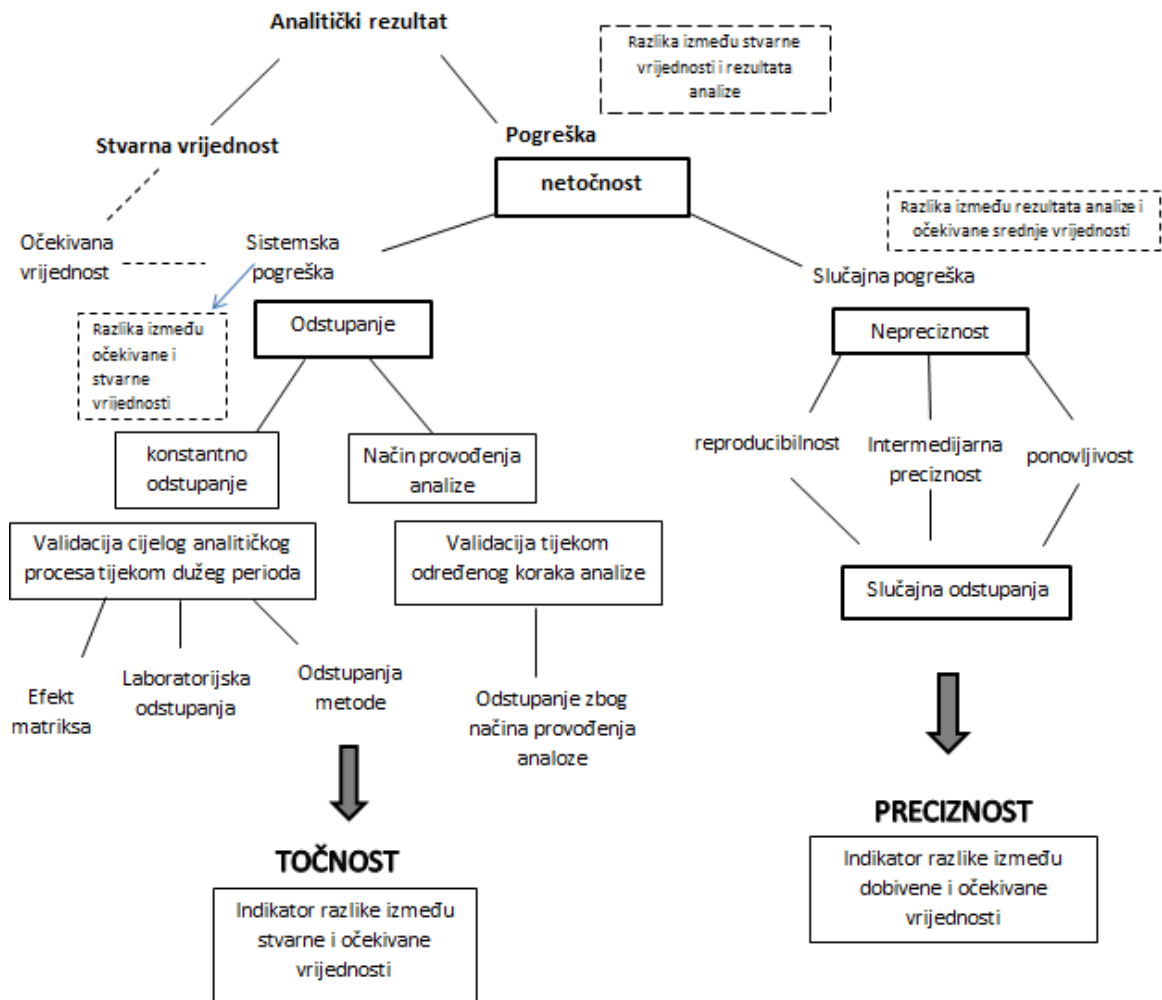 Analitički rezultat
Razlika između stvarne
vrijednosti i rezultata
analize
Stvarna vrijednost
Pogreška
netočnost
Razlika između rezultata analize i
očekivane srednje vrijednosti
Očekivana
vrijednost
Sistemska
pogreška
Slučajna pogreška
Razlika između
očekivane i
stvarne
vrijednosti
Odstupanje
Nepreciznost
konstantno
odstupanje
Način provođenja
analize
reproducibilnost
Intermedijarna
preciznost
ponovljivost
Validacija cijelog analitičkog
procesa tijekom dužeg perioda
Validacija tijekom
određenog koraka analize
Slučajna odstupanja
Efekt
matriksa
Laboratorijska
odstupanja
Odstupanja
metode
Odstupanje zbog
načina provođenja
analoze
TOČNOST
Indikator razlike između
stvarne i očekivane
vrijednosti
PRECIZNOST
Indikator razlike između
dobivene i očekivane
vrijednosti